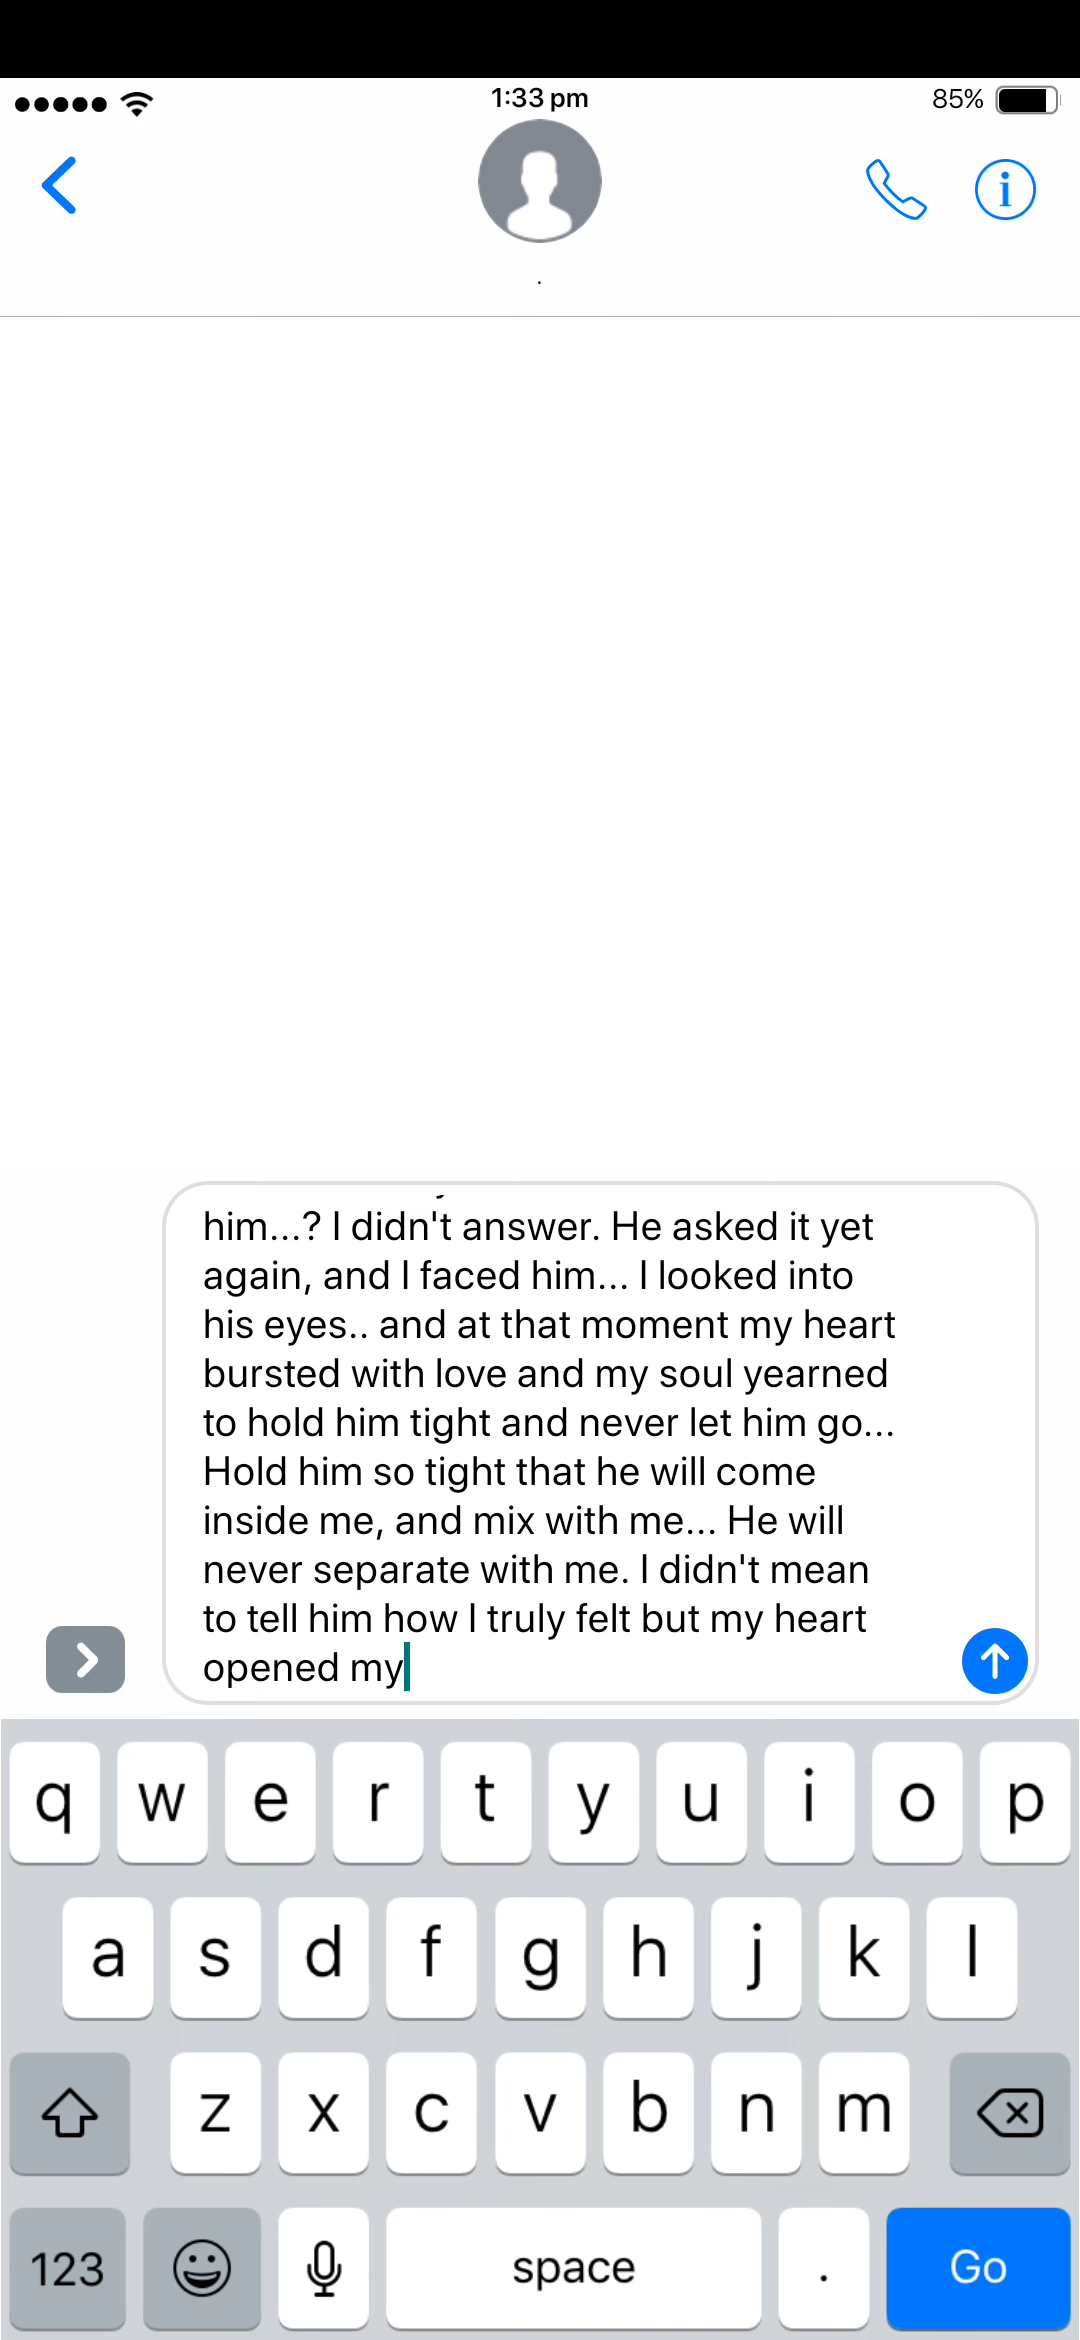 1:33 pm
85%
.
him...? I didn't answer. He asked it yet
again, and I faced him... I looked into
his eyes.. and at that moment my heart
bursted with love and my soul yearned
to hold him tight and never let him go...
Hold him so tight that he will come
inside me, and mix with me... He will
never separate with me. I didn't mean
to tell him how I truly felt but my heart
opened my
q w e r t y u i o p
a s d f g h j k l
z x c v b n m
123 space . Go